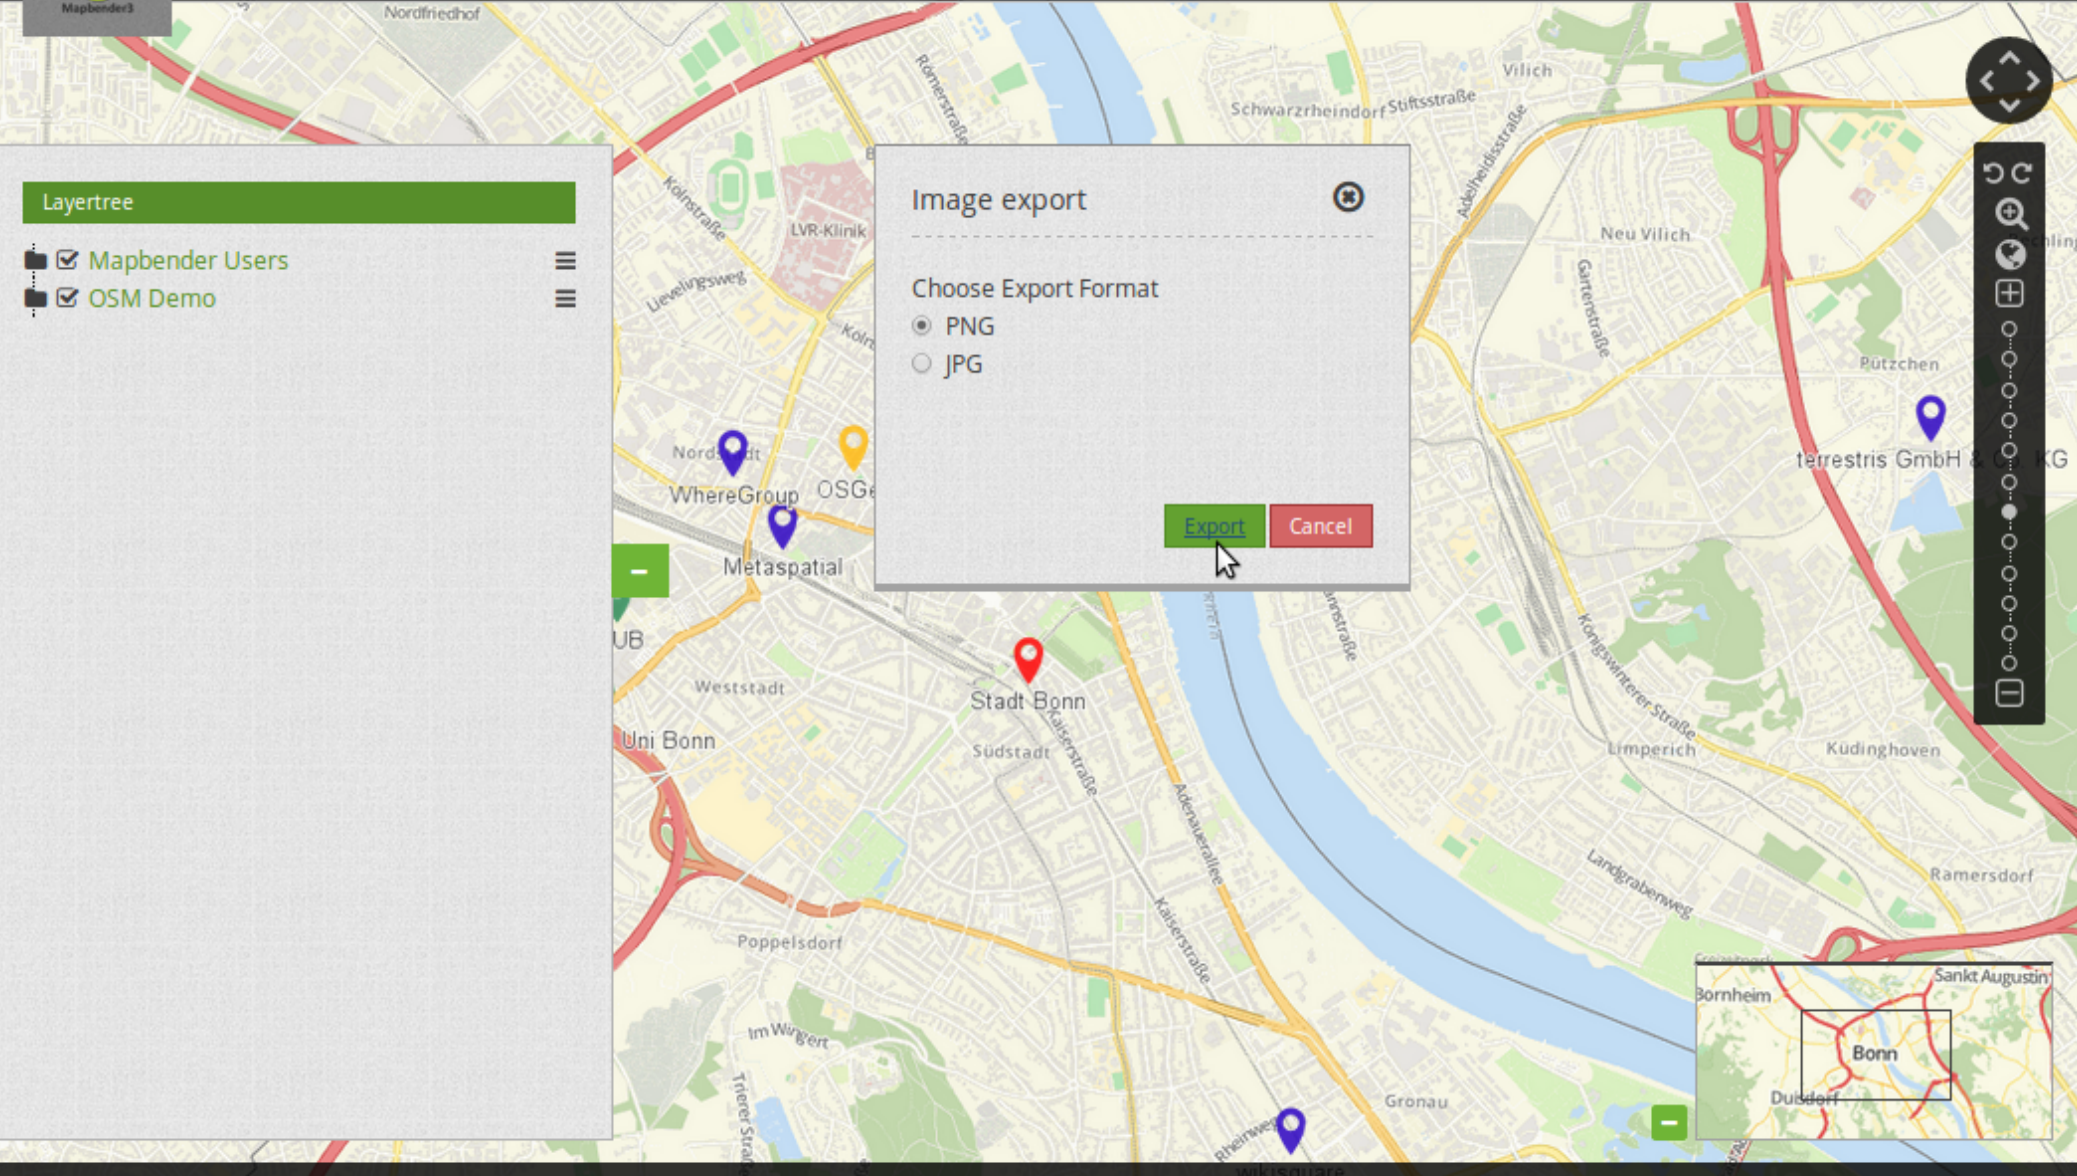 Mapbender3
Nordfriedhof
Römerstraße
Vilich
Schwarzrheindorf
Stiftsstraße
Adelheidisstraße
Layertree
Mapbender Users
OSM Demo
Kölnstraße
LVR-Klinik
Lievelingsweg
Image export
Choose Export Format
PNG
JPG
Export
Cancel
Neu Vilich
Gartenstraße
Pützchen
terrestris GmbH & Co. KG
WhereGroup
Metaspatial
UB
Weststadt
Stadt Bonn
Uni Bonn
Südstadt
Kaiserstraße
Königswinterer Straße
Limperich
Küdinghoven
Adenauerallee
Landgrabenweg
Ramersdorf
Kaiserstraße
Poppelsdorf
Im Wingert
Gronau
Sankt Augustin
Bornheim
Bonn
Duisdorf
wikisquare